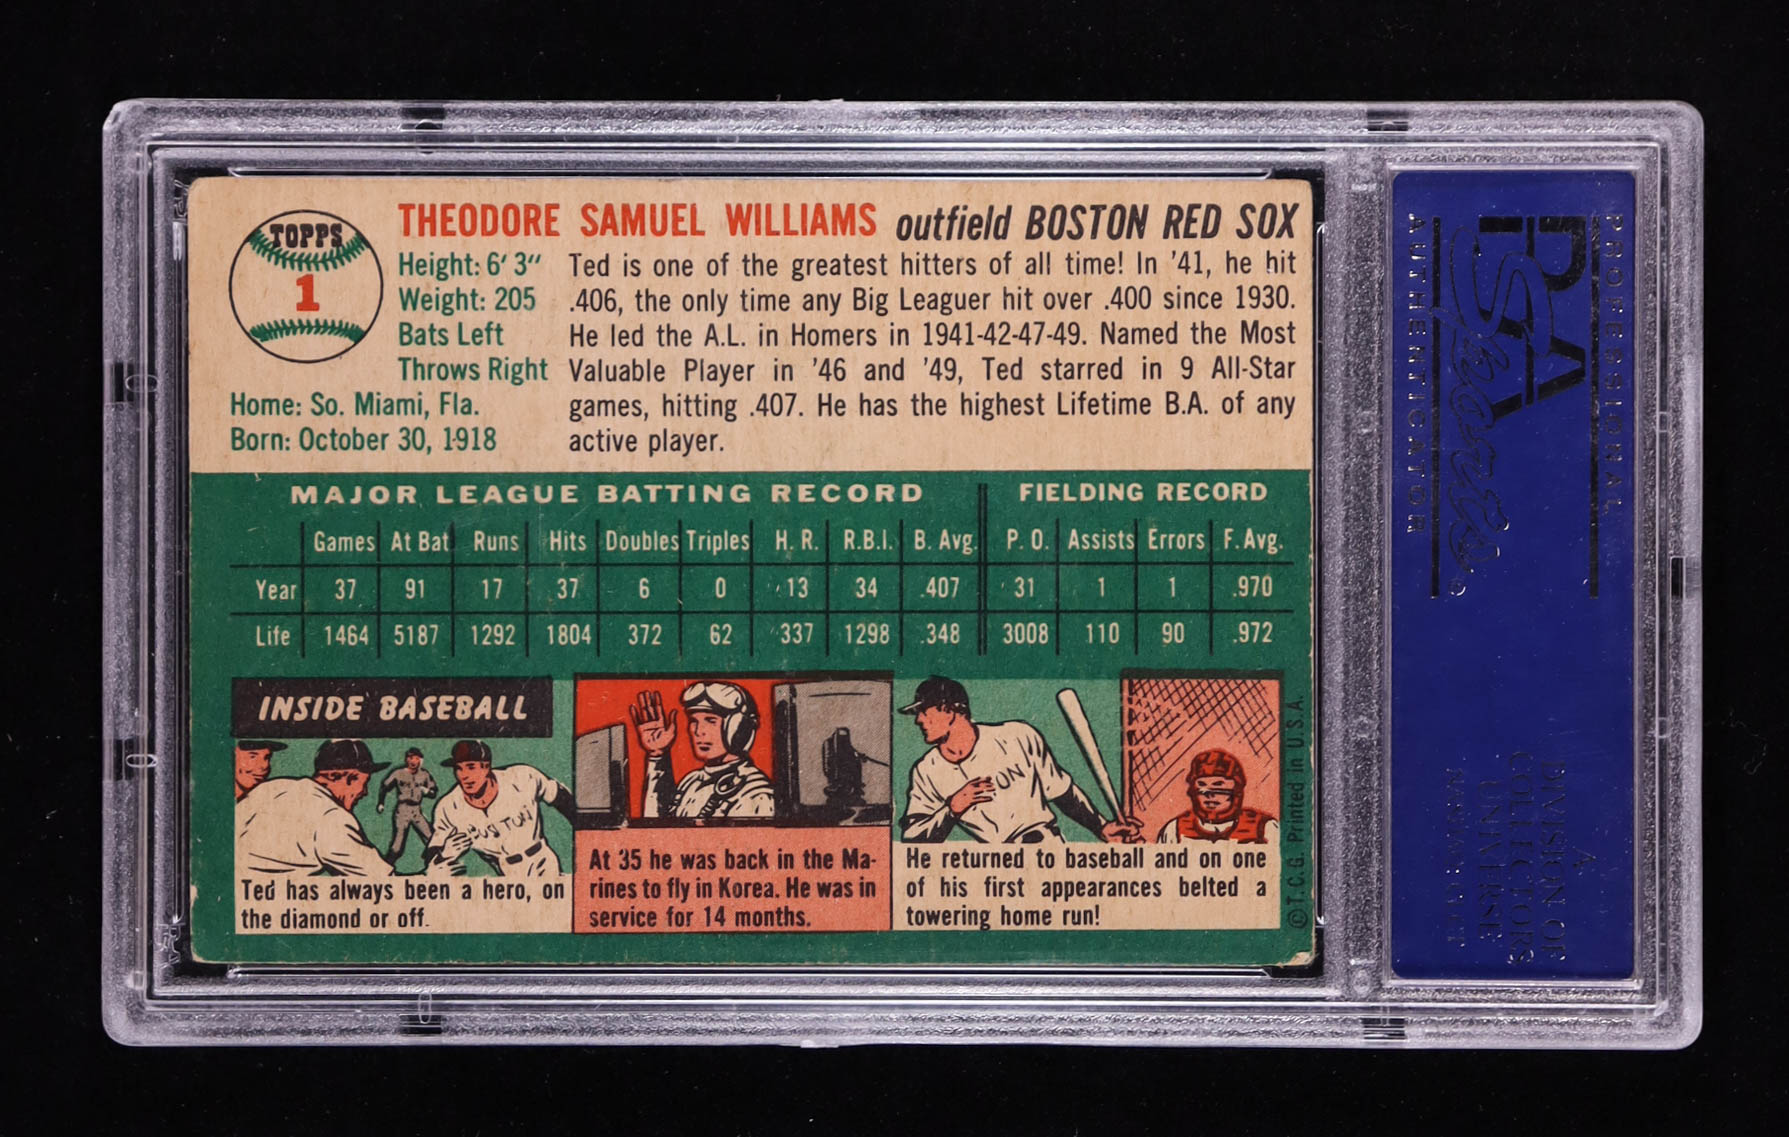 TOPPS
1
THEODORE SAMUEL WILLIAMS outfield BOSTON RED SOX
Height: 6' 3"
Weight: 205
Bats Left
Throws Right
Home: So. Miami, Fla.
Born: October 30, 1918
Ted is one of the greatest hitters of all time! In '41, he hit
.406, the only time any Big Leaguer hit over .400 since 1930.
He led the A.L. in Homers in 1941-42-47-49. Named the Most
Valuable Player in '46 and '49, Ted starred in 9 All-Star
games, hitting .407. He has the highest Lifetime B.A. of any
active player.
MAJOR LEAGUE BATTING RECORD FIELDING RECORD
Games At Bat Runs Hits Doubles Triples H. R. R.B.I. B. Avg. P. O. Assists Errors F. Avg.
Year 37 91 17 37 6 0 13 34 .407 31 1 1 .970
Life 1464 5187 1292 1804 372 62 337 1298 .348 3008 110 90 .972
INSIDE BASEBALL
Ted has always been a hero, on
the diamond or off.
At 35 he was back in the Ma-
rines to fly in Korea. He was in
service for 14 months.
He returned to baseball and on one
of his first appearances belted a
towering home run!
© T. C. G. Printed in U.S.A.
PROFESSIONAL
PSA
Sports
AUTHENTICATOR
A
DIVISION OF
COLLECTORS
UNIVERSE
NASDAQ: CLCT